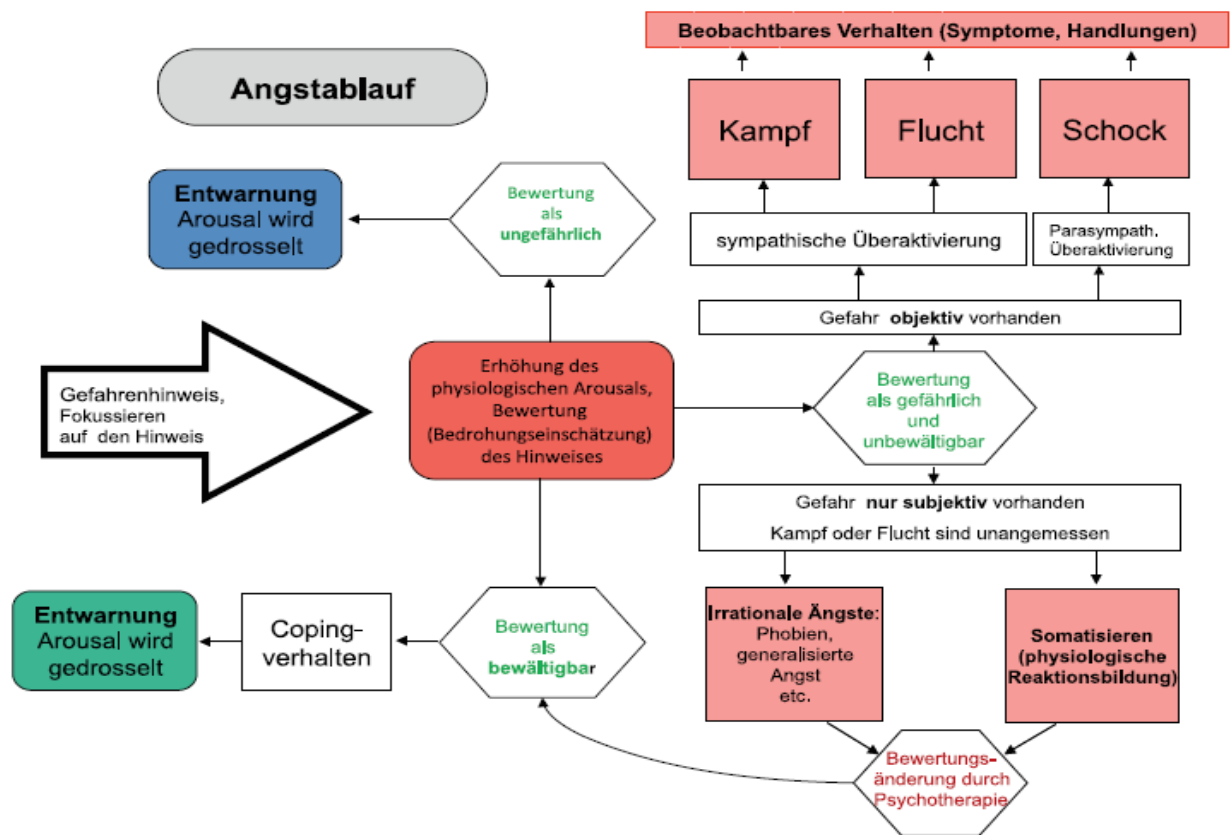 Beobachtbares Verhalten (Symptome, Handlungen)
Angstablauf
Kampf
Flucht
Schock
Entwarnung
Arousal wird
gedrosselt
Bewertung
als
ungefährlich
sympathische Überaktivierung
Parasympath.
Überaktivierung
Gefahr objektiv vorhanden
Gefahrenhinweis,
Fokussieren
auf den Hinweis
Erhöhung des
physiologischen Arousals,
Bewertung
(Bedrohungseinschätzung)
des Hinweises
Bewertung
als gefährlich
und
unbewältigbar
Gefahr nur subjektiv vorhanden
Kampf oder Flucht sind unangemessen
Entwarnung
Arousal wird
gedrosselt
Coping-
verhalten
Bewertung
als
bewältigbar
Irrationale Ängste:
Phobien,
generalisierte
Angst
etc.
Somatisieren
(physiologische
Reaktionsbildung)
Bewertungs-
änderung durch
Psychotherapie